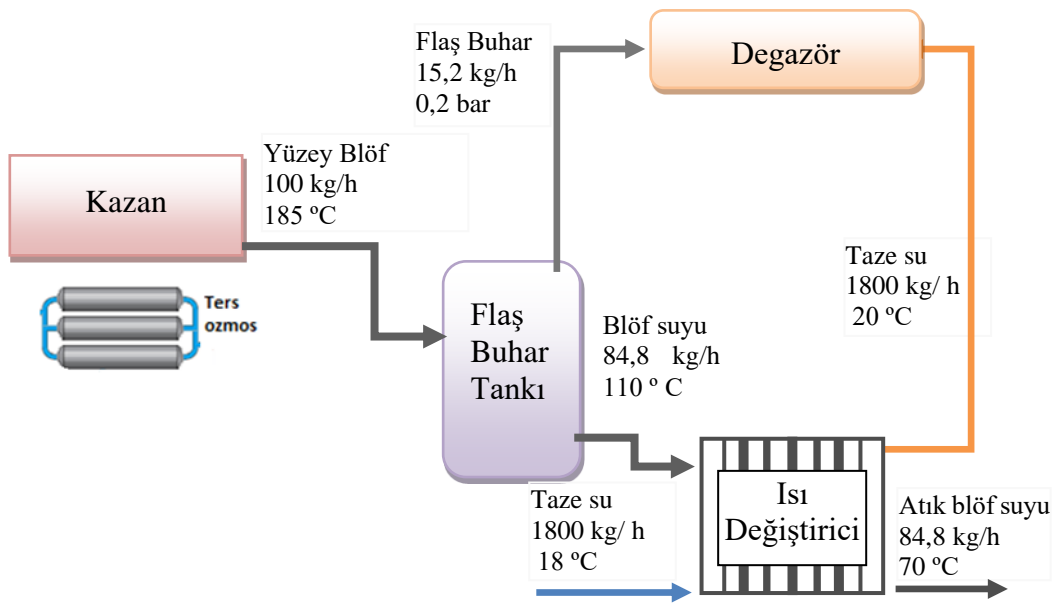 Flaş Buhar
15,2 kg/h
0,2 bar
Degazör
Yüzey Blöf
100 kg/h
185 ºC
Kazan
Ters
ozmos
Flaş
Buhar
Tankı
Blöf suyu
84,8 kg/h
110 º C
Taze su
1800 kg/ h
20 ºC
Taze su
1800 kg/ h
18 ºC
Isı
Değiştirici
Atık blöf suyu
84,8 kg/h
70 ºC